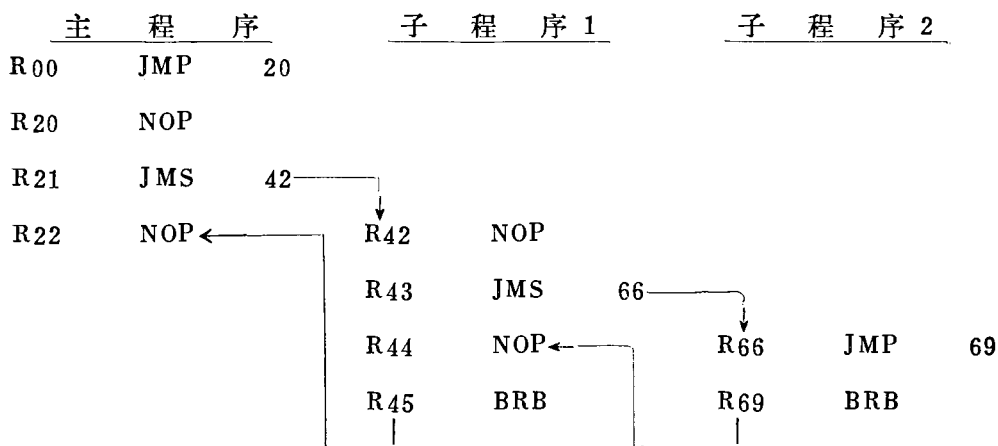 主程序 子程序1 子程序2
R00 JMP 20
R20 NOP
R21 JMS 42
R22 NOP R42 NOP
R43 JMS 66
R44 NOP R66 JMP 69
R45 BRB R69 BRB